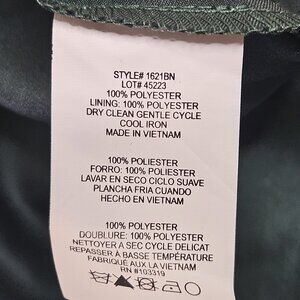 STYLE# 1621BN
LOT# 45223
100% POLYESTER
LINING: 100% POLYESTER
DRY CLEAN GENTLE CYCLE
COOL IRON
MADE IN VIETNAM
100% POLIESTER
FORRO: 100% POLIESTER
LAVAR EN SECO CICLO SUAVE
PLANCHA FRIA CUANDO
HECHO EN VIETNAM
100% POLYESTER
DOUBLURE: 100% POLYESTER
NETTOYER A SEC CYCLE DELICAT
REPASSER À BASSE TEMPÉRATURE
FABRIQUÉ AUX LA VIETNAM
RN #103319